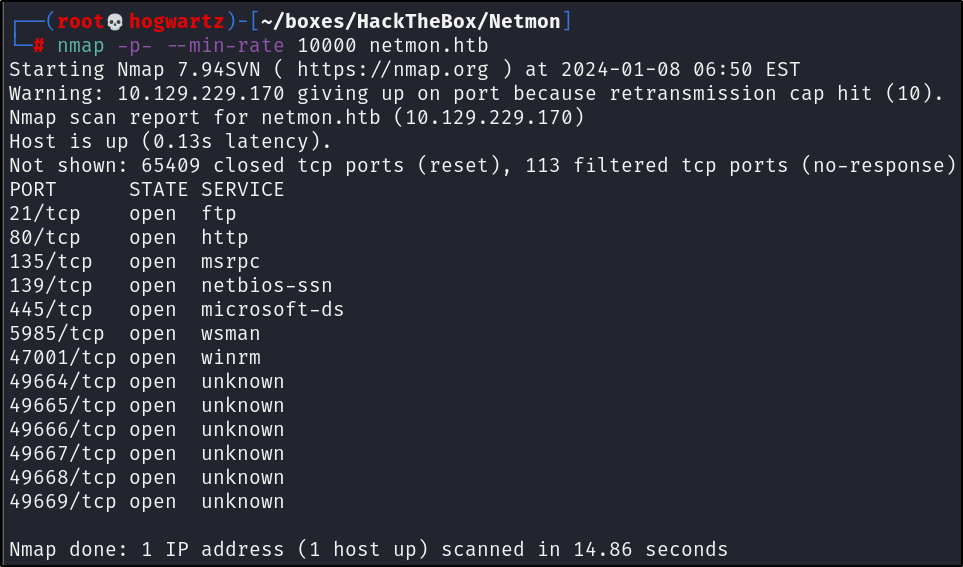 ┌──(root💀hogwartz)-[~/boxes/HackTheBox/Netmon]
└─# nmap -p- --min-rate 10000 netmon.htb
Starting Nmap 7.94SVN ( https://nmap.org ) at 2024-01-08 06:50 EST
Warning: 10.129.229.170 giving up on port because retransmission cap hit (10).
Nmap scan report for netmon.htb (10.129.229.170)
Host is up (0.13s latency).
Not shown: 65409 closed tcp ports (reset), 113 filtered tcp ports (no-response)
PORT      STATE SERVICE
21/tcp    open  ftp
80/tcp    open  http
135/tcp   open  msrpc
139/tcp   open  netbios-ssn
445/tcp   open  microsoft-ds
5985/tcp  open  wsman
47001/tcp open  winrm
49664/tcp open  unknown
49665/tcp open  unknown
49666/tcp open  unknown
49667/tcp open  unknown
49668/tcp open  unknown
49669/tcp open  unknown
Nmap done: 1 IP address (1 host up) scanned in 14.86 seconds